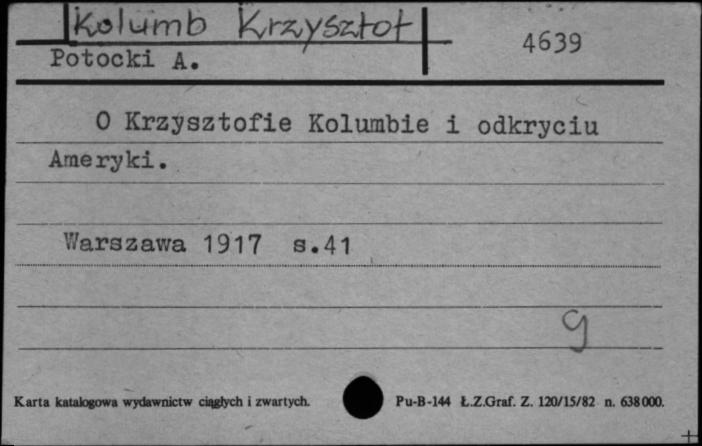 Kolumb Krzysztof
4639
Potocki A.
O Krzysztofie Kolumbie i odkryciu
Ameryki.
Warszawa 1917 s.41
g
Karta katalogowa wydawnictw ciągłych i zwartych.
Pu-B-144 Ł.Z.Graf. Z. 120/15/82 n. 638000.